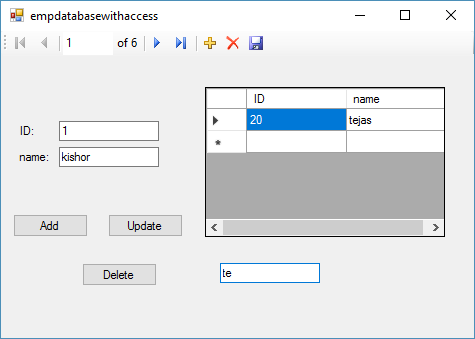 empdatabasewithaccess
1 of 6
ID name
20 tejas
*
ID: 1
name: kishor
Add Update
Delete
te